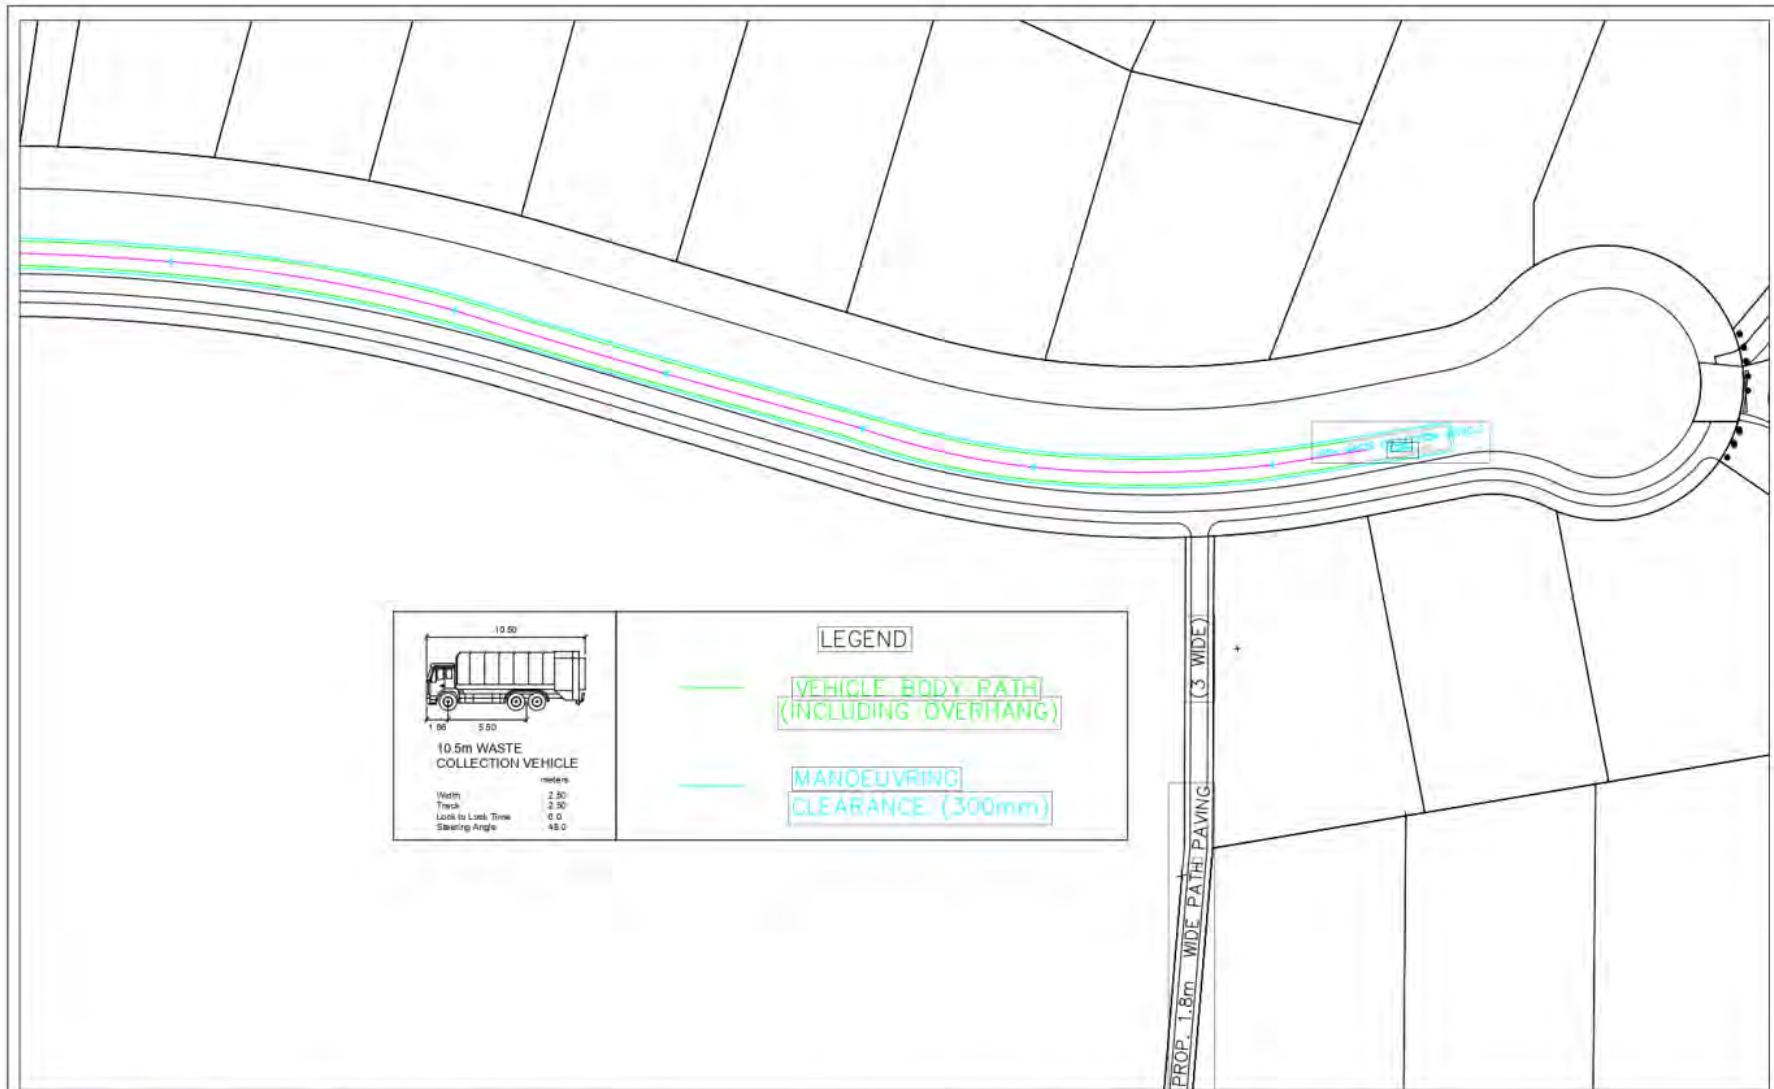 10.50
1.66 5.50
10.5m WASTE
COLLECTION VEHICLE
meters
Width 2.50
Track 2.50
Lock to Lock Time 6.0
Steering Angle 45.0
LEGEND
VEHICLE BODY PATH
(INCLUDING OVERHANG)
MANOEUVRING
CLEARANCE (300mm)
(3 WIDE)
PROP. 1.8m WIDE PATH PAVING